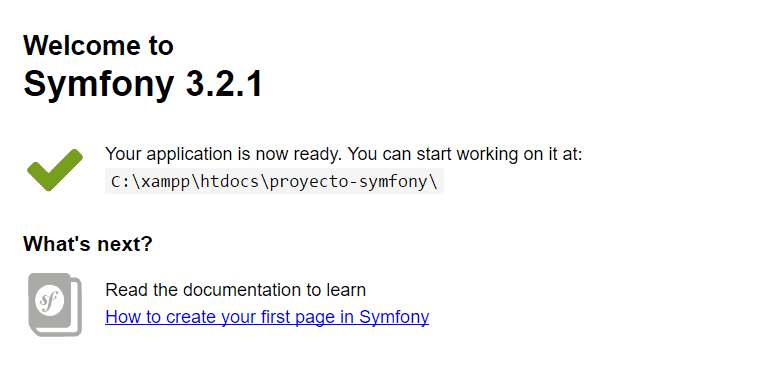 Welcome to
Symfony 3.2.1
Your application is now ready. You can start working on it at:
C:\xampp\htdocs\proyecto-symfony\
What's next?
sf
Read the documentation to learn
How to create your first page in Symfony